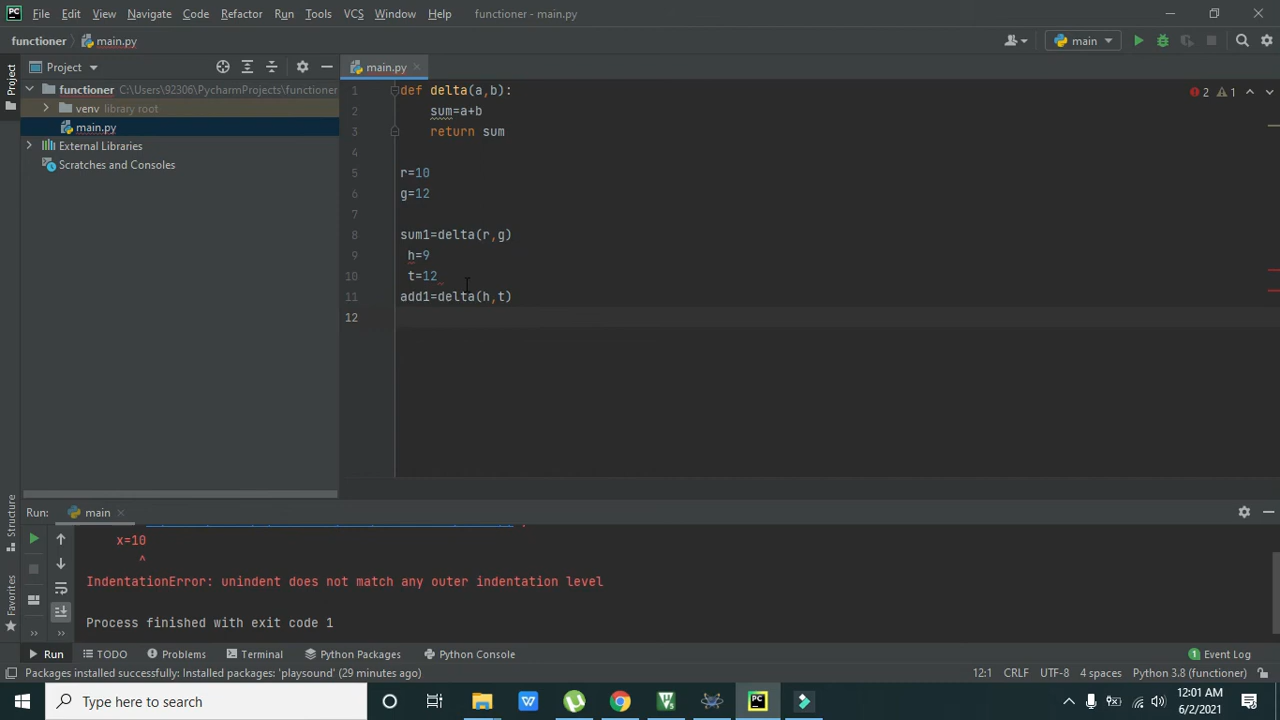 File Edit View Navigate Code Refactor Run Tools VCS Window Help functioner - main.py
functioner main.py main
Project main.py
functioner C:\Users\92306\PycharmProjects\functioner
venv library root
main.py
External Libraries
Scratches and Consoles
Project
Structure
Favorites
1 def delta(a,b):
2 sum=a+b
3 return sum
4
5 r=10
6 g=12
7
8 sum1=delta(r,g)
9 h=9
10 t=12
11 add1=delta(h,t)
12
2 1
Run: main
x=10
^
IndentationError: unindent does not match any outer indentation level
Process finished with exit code 1
Run TODO Problems Terminal Python Packages Python Console 1 Event Log
Packages installed successfully: Installed packages: 'playsound' (29 minutes ago) 12:1 CRLF UTF-8 4 spaces Python 3.8 (functioner)
Type here to search
12:01 AM
6/2/2021